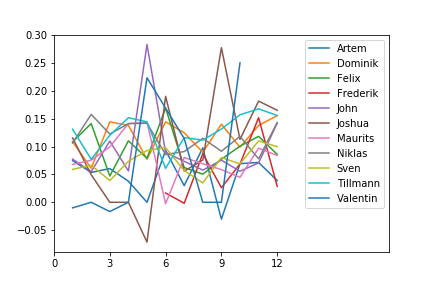 0.30
0.25
0.20
0.15
0.10
0.05
0.00
−0.05
0
3
6
9
12
Artem
Dominik
Felix
Frederik
John
Joshua
Maurits
Niklas
Sven
Tillmann
Valentin